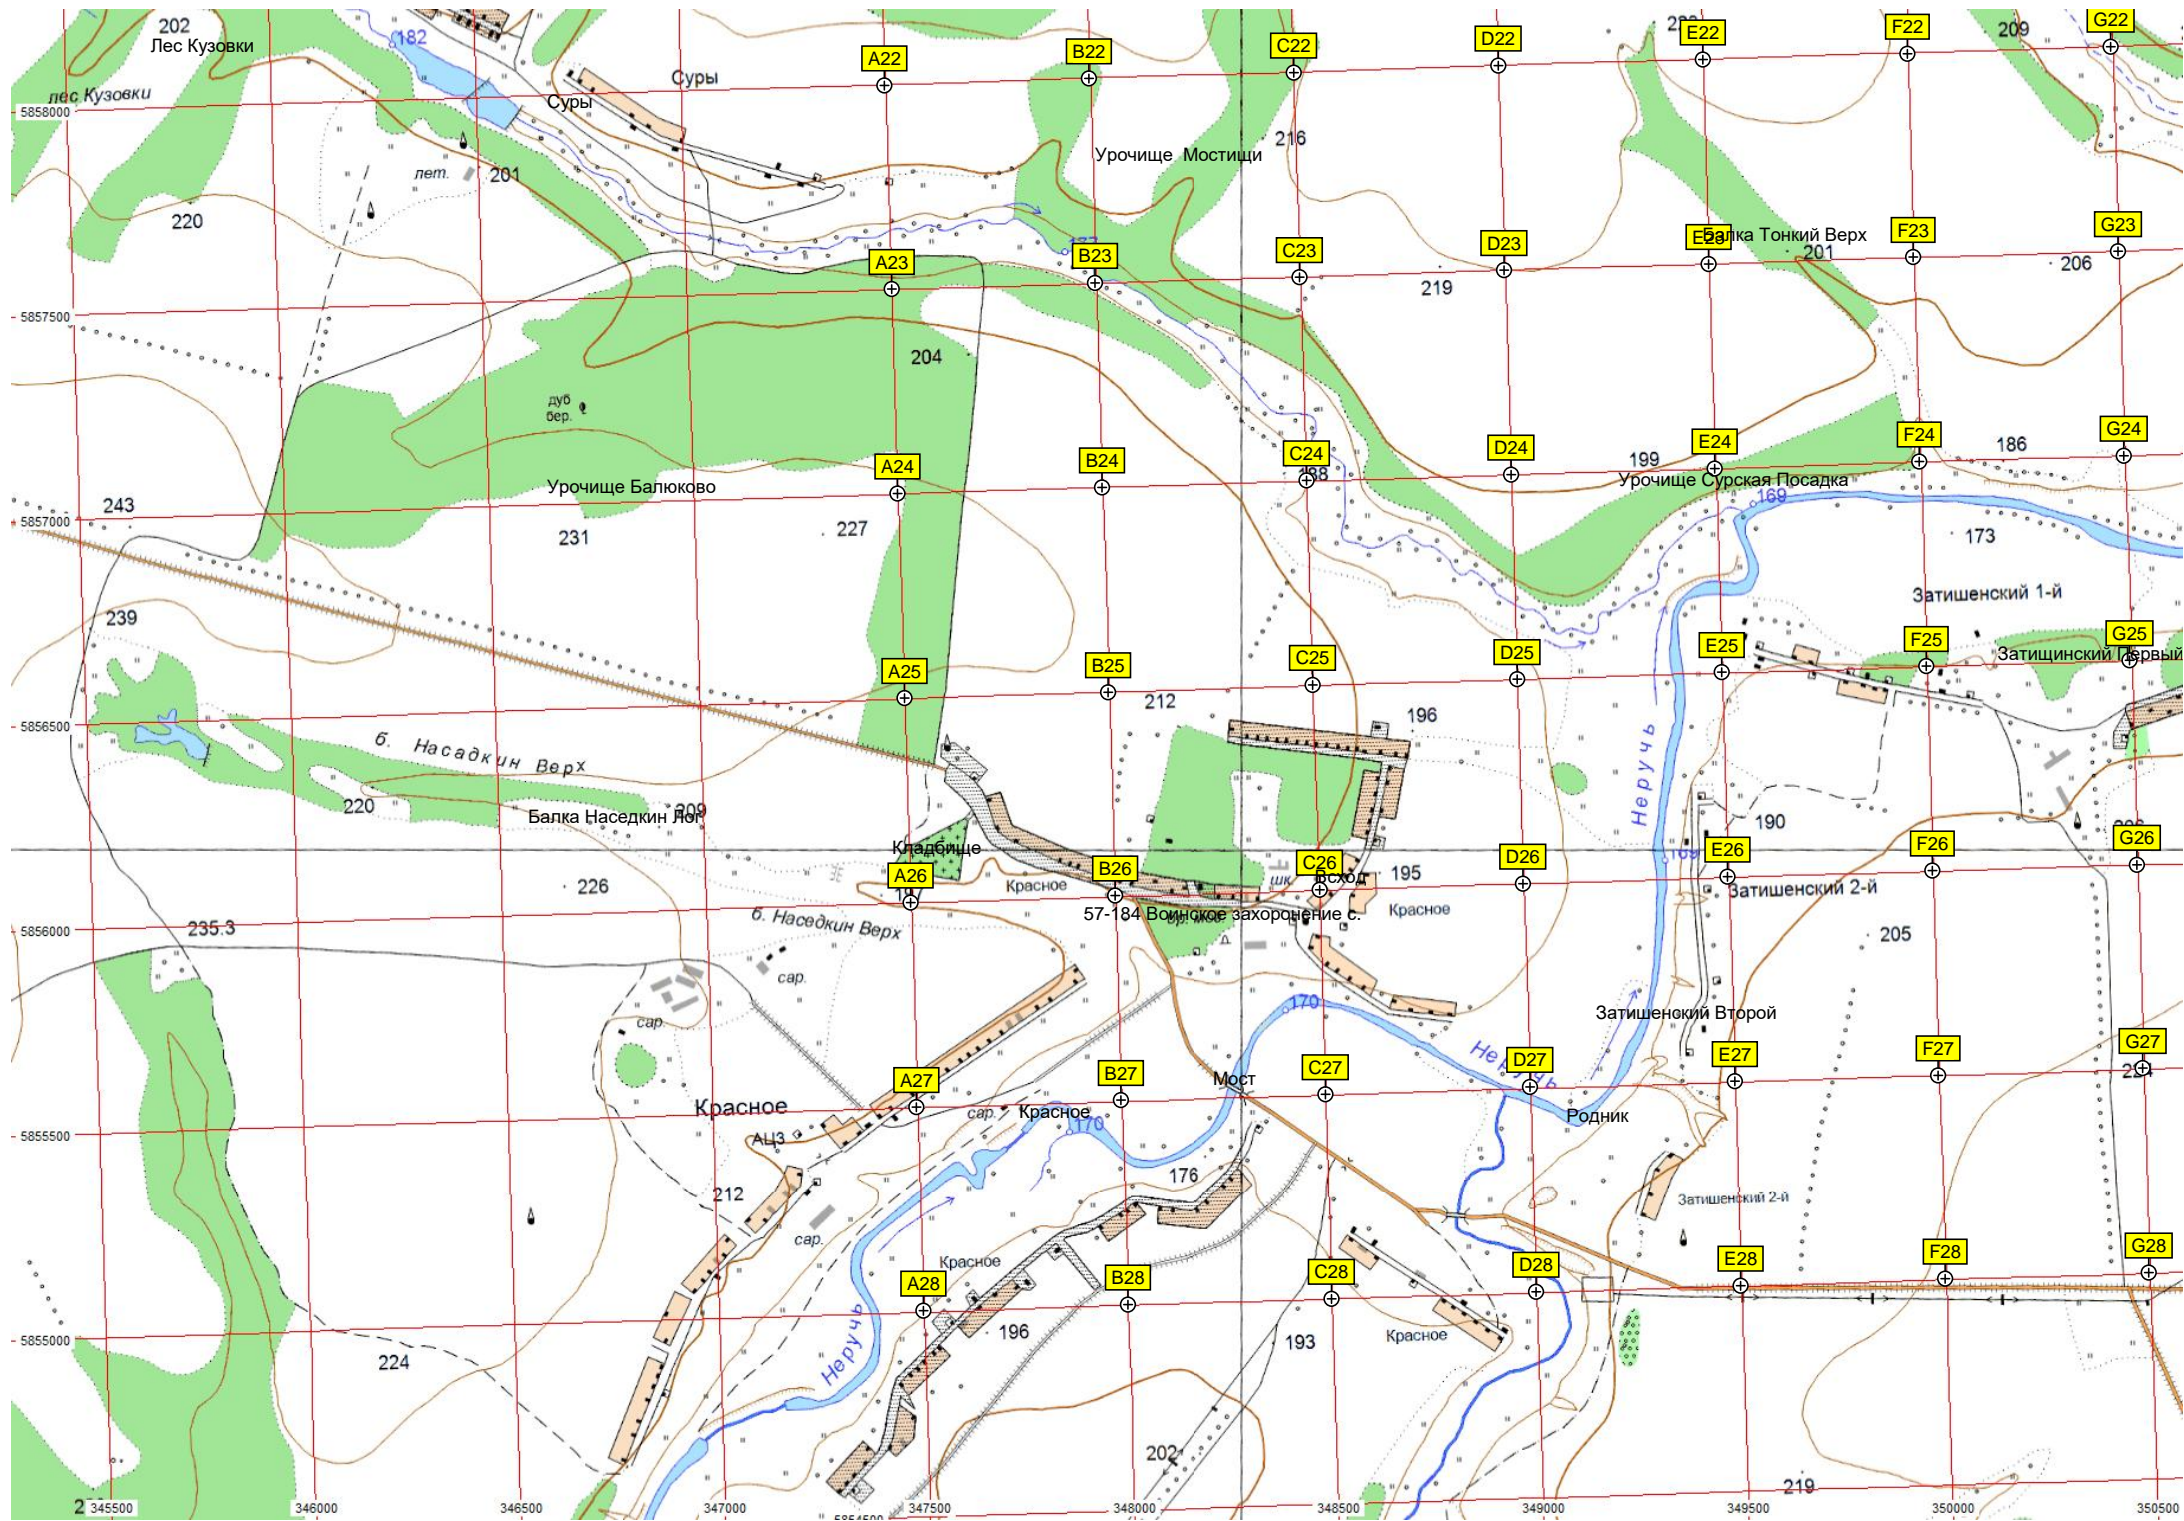 202
Лес Кузовки
182
Суры
Суры
A22
B22
C22
D22
E22
F22
209
G22
лес Кузовки
5858000
216
Урочище Мостищи
лет.
201
220
A23
B23
C23
D23
Балка Тонкий Верх
201
F23
206
G23
219
5857500
204
дуб
бер.
A24
B24
C24
188
D24
199
E24
F24
186
G24
Урочище Балюково
Урочище Сурская Посадка
169
243
5857000
231
227
173
Затишенский 1-й
239
A25
B25
C25
D25
E25
F25
G25
Затищинский Первый
212
196
5856500
б. Насадкин Верх
Неручь
220
209
Балка Наседкин Лог
190
Кладбище
A26
Красное
B26
шк.
C26
Всход
195
D26
169
E26
F26
G26
226
Затишенский 2-й
Красное
57-184 Воинское захоронение с.
235.3
5856000
б. Наседкин Верх
205
сар.
170
Затишенский Второй
сар.
Неручь
A27
B27
Мост
C27
D27
E27
F27
G27
Красное
сар.
Красное
170
Родник
5855500
АЦЗ
212
176
Затишенский 2-й
сар.
Красное
A28
B28
C28
D28
E28
F28
G28
Неручь
5855000
196
193
Красное
224
202
219
345500
346000
346500
347000
347500
348000
348500
349000
349500
350000
350500
5854500